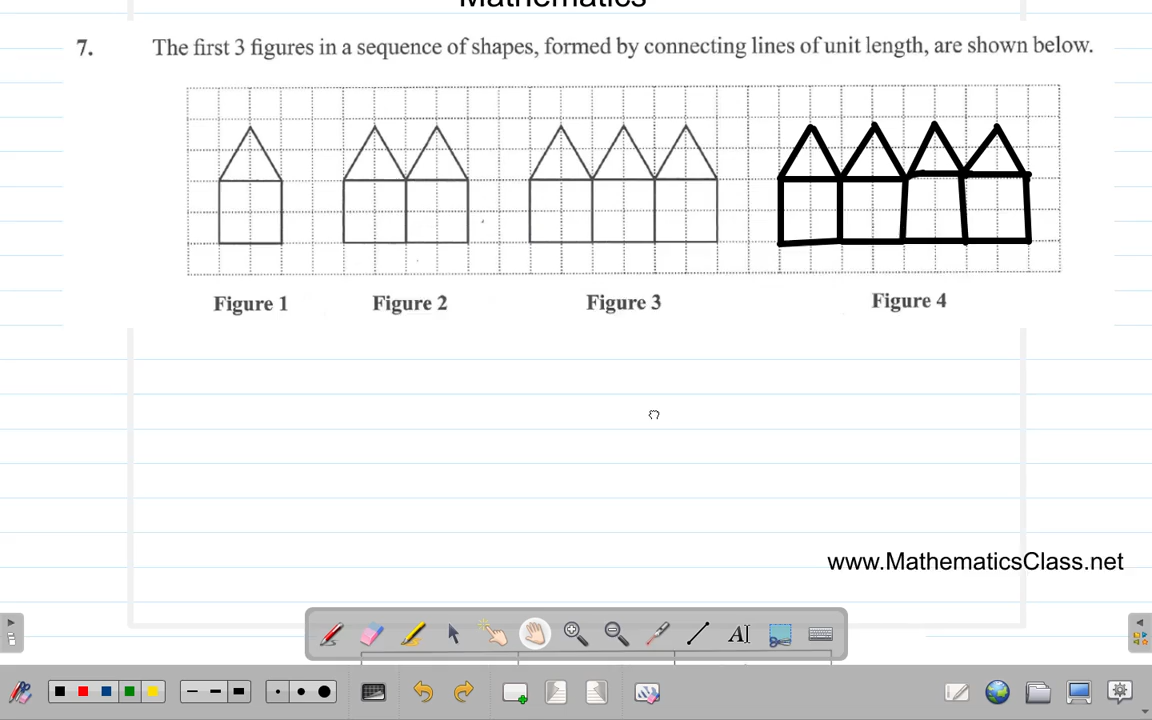 Mathematics
7. The first 3 figures in a sequence of shapes, formed by connecting lines of unit length, are shown below.
Figure 1 Figure 2 Figure 3 Figure 4
www.MathematicsClass.net